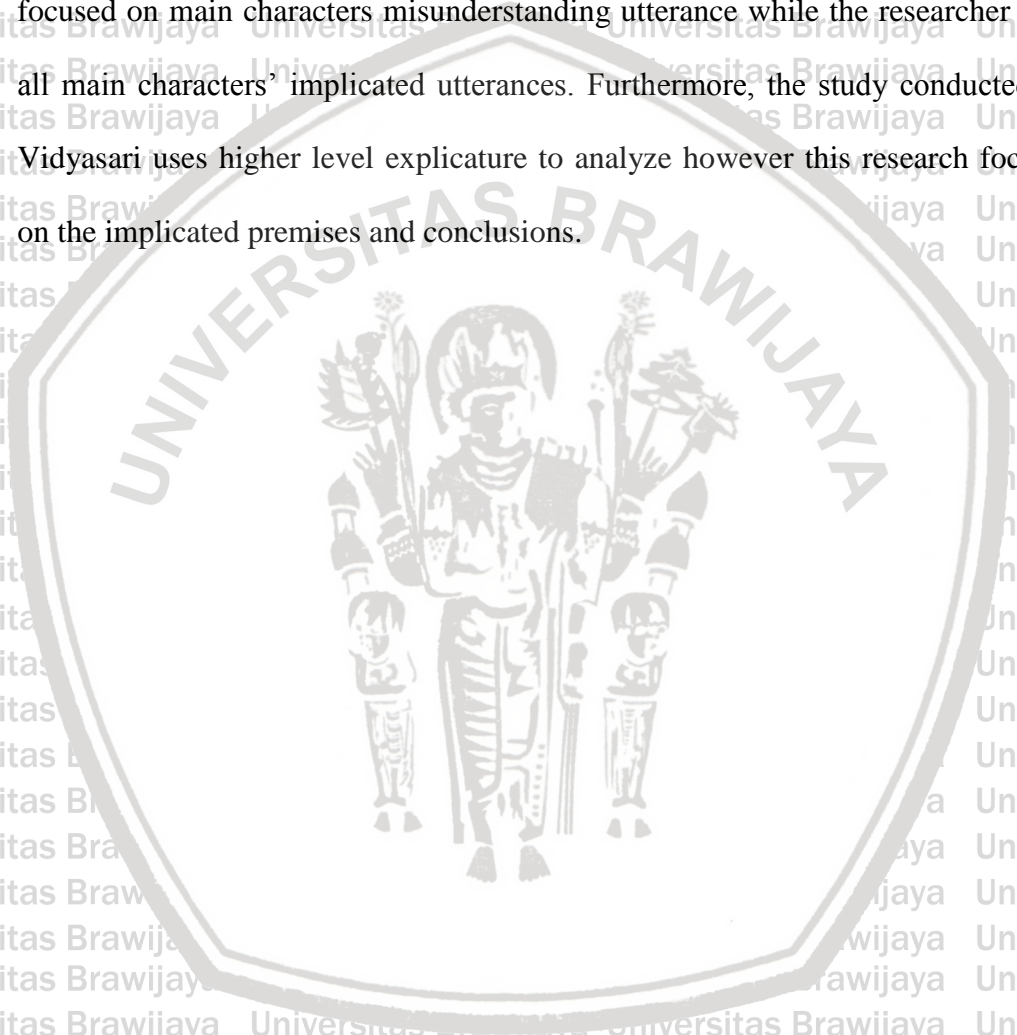 focused on main characters misunderstanding utterance while the researcher
all main characters' implicated utterances. Furthermore, the study conducted
Vidyasari uses higher level explicature to analyze however this research foc
on the implicated premises and conclusions.
UNIVERSITAS BRAWIJAYA